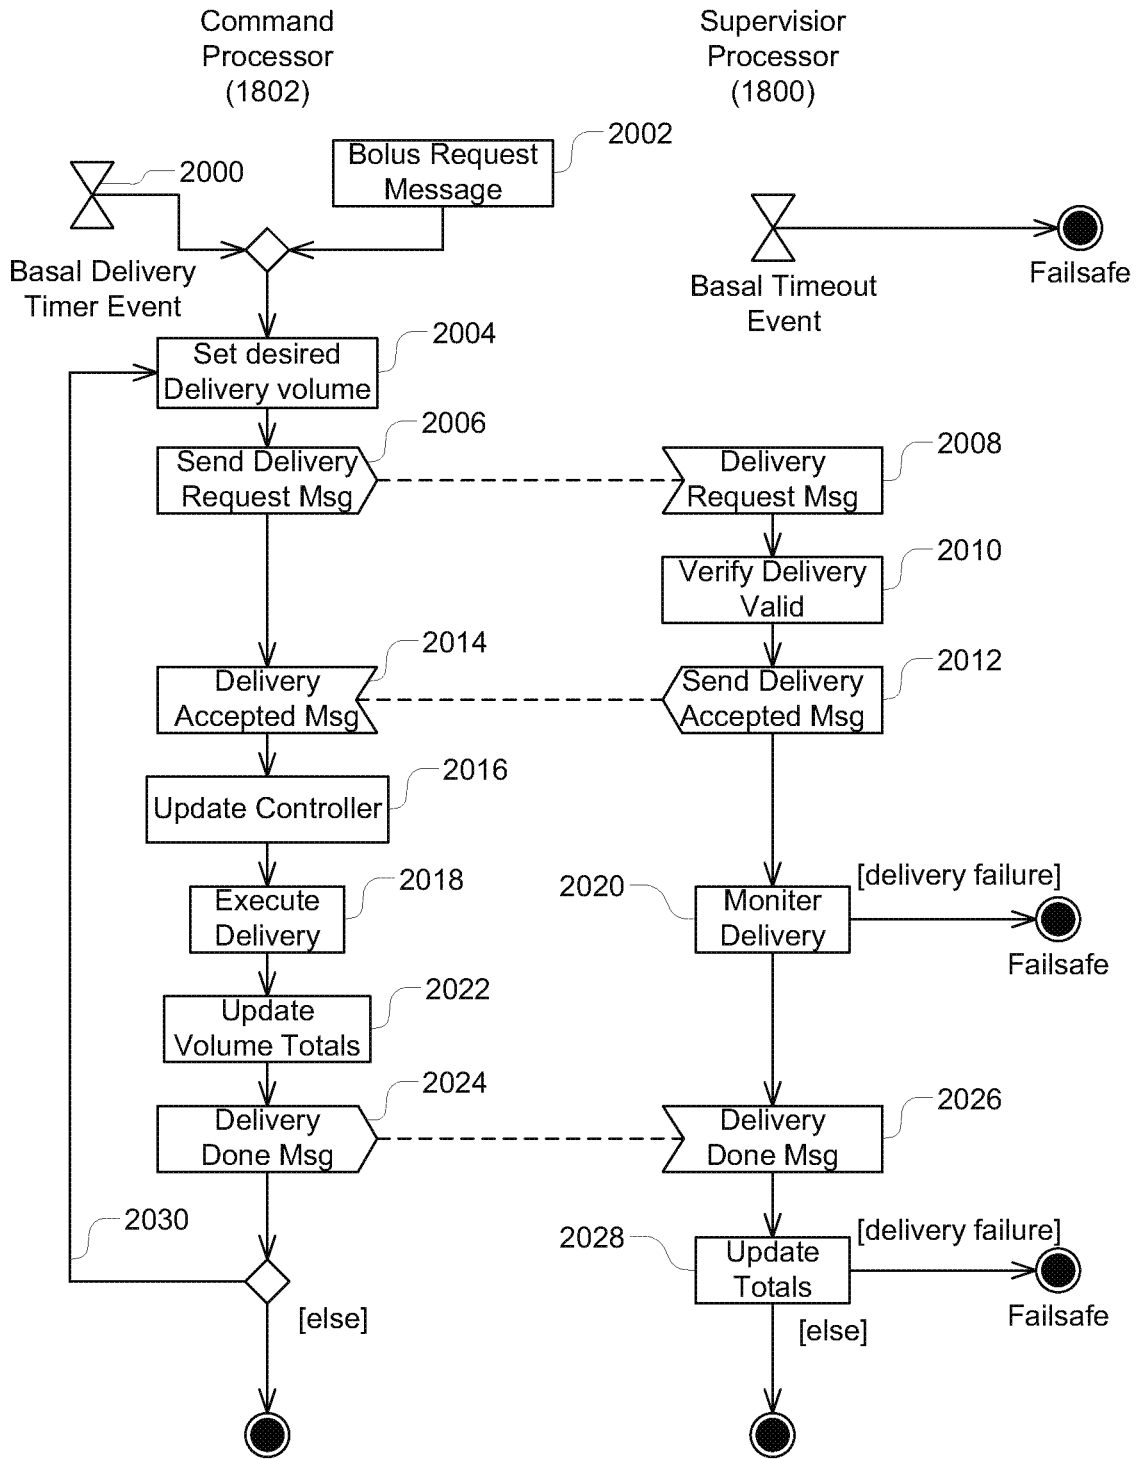 Command
Processor
(1802)
Supervisior
Processor
(1800)
2000
Bolus Request
Message
2002
Basal Delivery
Timer Event
Basal Timeout
Event
Failsafe
Set desired
Delivery volume
2004
Send Delivery
Request Msg
2006
Delivery
Request Msg
2008
Verify Delivery
Valid
2010
Delivery
Accepted Msg
2014
Send Delivery
Accepted Msg
2012
Update Controller
2016
Execute
Delivery
2018
2020
Moniter
Delivery
[delivery failure]
Failsafe
Update
Volume Totals
2022
Delivery
Done Msg
2024
Delivery
Done Msg
2026
2030
[else]
2028
Update
Totals
[delivery failure]
Failsafe
[else]